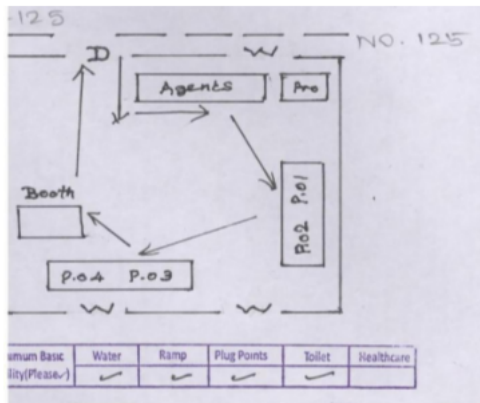 .125
NO. 125
D W
Agents Pro
Booth
P.02 P.01
P.04 P.03
W W
imum Basic Water Ramp Plug Points Toilet Healthcare
ility(Please✓) ✓ ✓ ✓ ✓